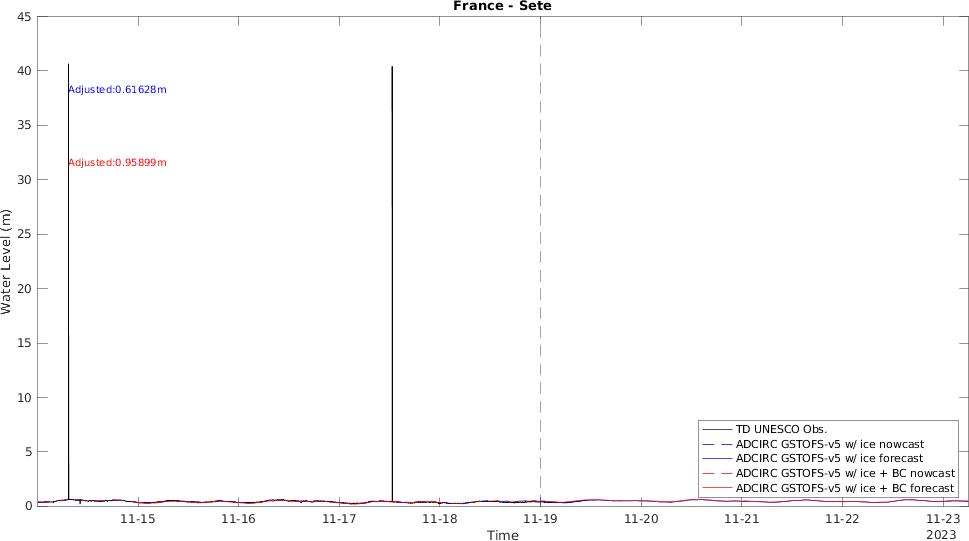 France - Sete
45
40
35
30
25
20
15
10
5
0
Water Level (m)
Adjusted:0.61628m
Adjusted:0.95899m
TD UNESCO Obs.
ADCIRC GSTOFS-v5 w/ ice nowcast
ADCIRC GSTOFS-v5 w/ ice forecast
ADCIRC GSTOFS-v5 w/ ice + BC nowcast
ADCIRC GSTOFS-v5 w/ ice + BC forecast
11-15 11-16 11-17 11-18 11-19 11-20 11-21 11-22 11-23
2023
Time